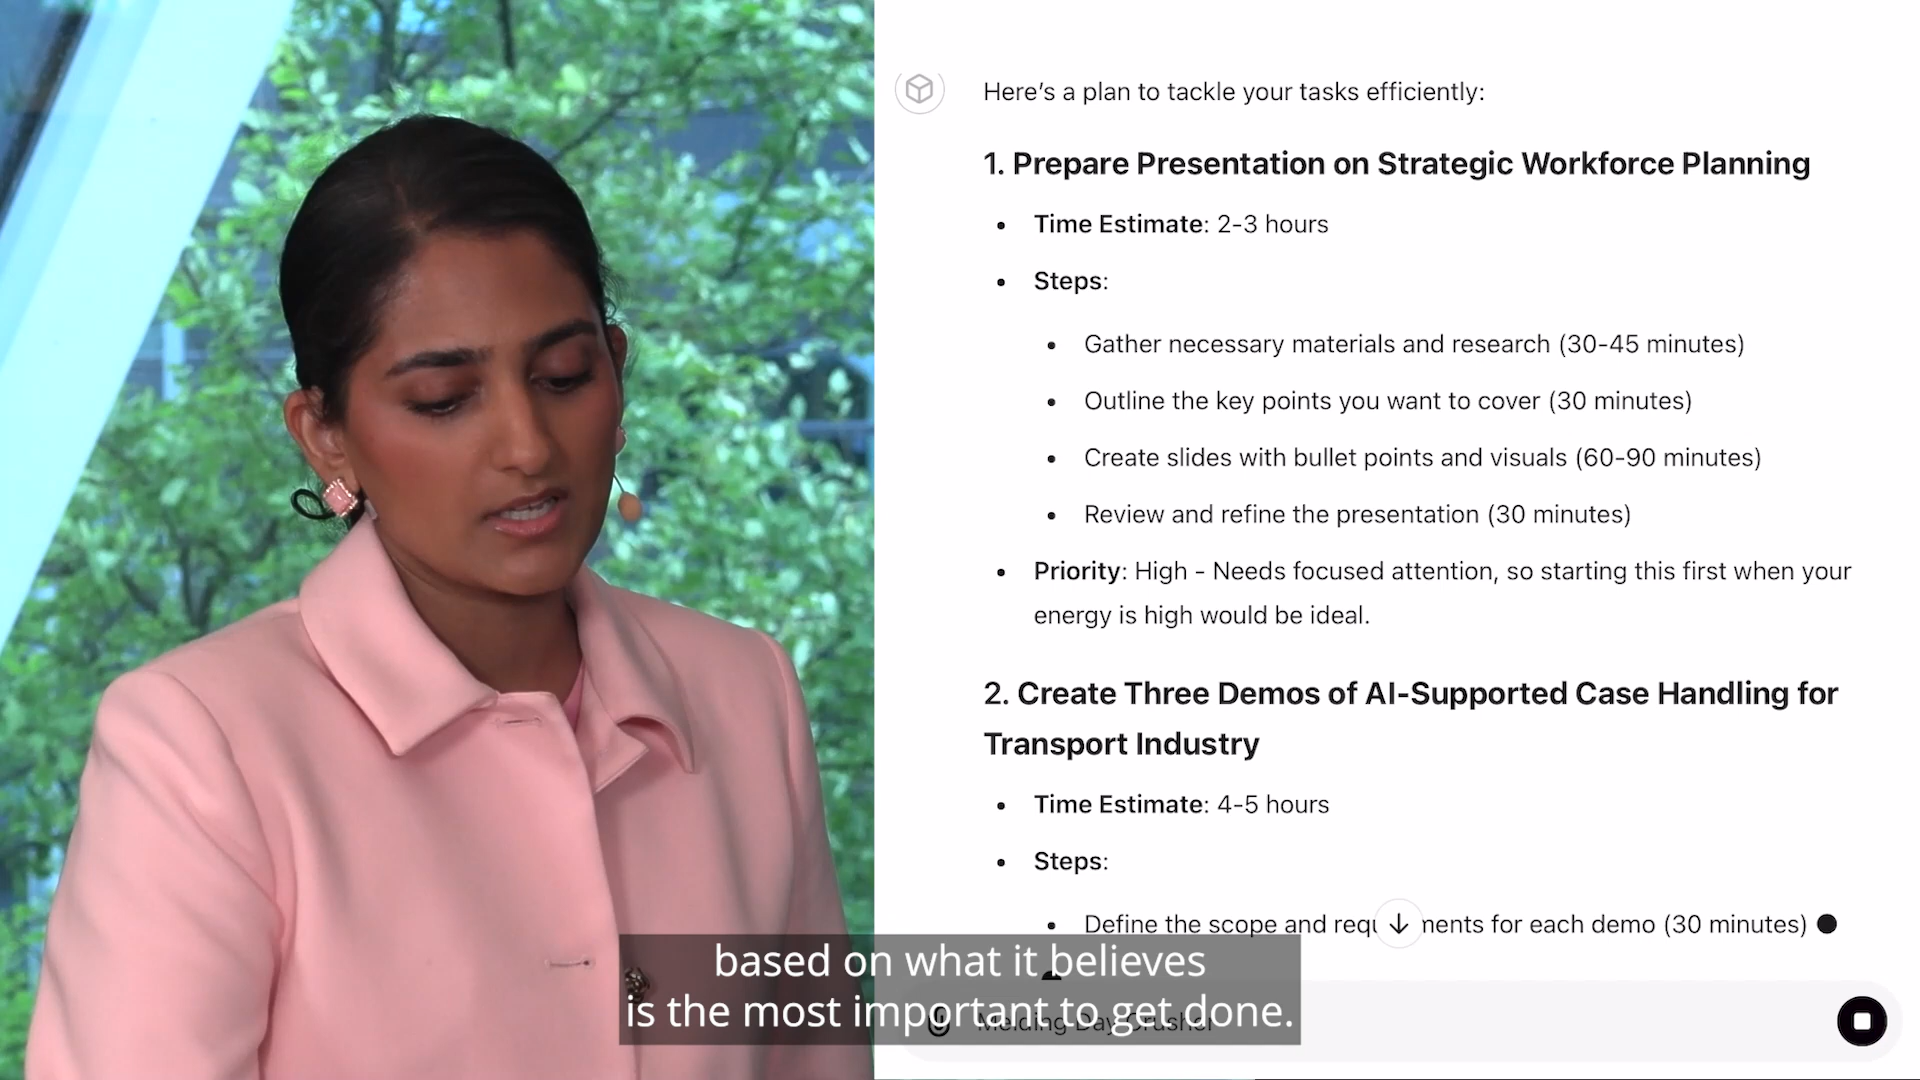 Here's a plan to tackle your tasks efficiently:
1. Prepare Presentation on Strategic Workforce Planning
• Time Estimate: 2-3 hours
• Steps:
• Gather necessary materials and research (30-45 minutes)
• Outline the key points you want to cover (30 minutes)
• Create slides with bullet points and visuals (60-90 minutes)
• Review and refine the presentation (30 minutes)
• Priority: High - Needs focused attention, so starting this first when your
energy is high would be ideal.
2. Create Three Demos of AI-Supported Case Handling for
Transport Industry
• Time Estimate: 4-5 hours
• Steps:
• Define the scope and for each demo (30 minutes)
based on what it believes
is the most important to get done.